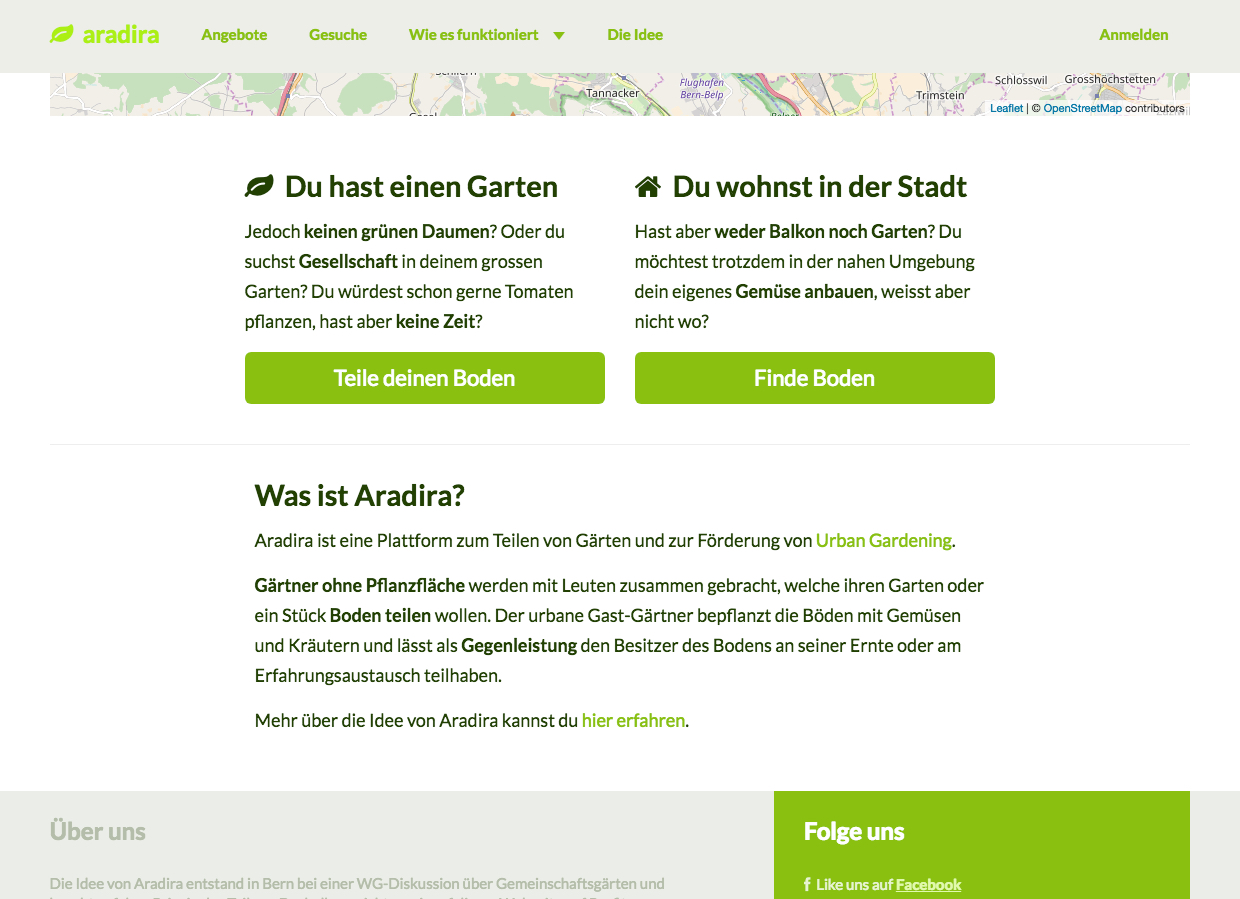 aradira
Angebote
Gesuche
Wie es funktioniert
Die Idee
Anmelden
Tannacker
Flughafen
Bern-Belp
Schlosswil
Grosshöchstetten
Trimstein
Leaflet | © OpenStreetMap contributors
Du hast einen Garten
Jedoch keinen grünen Daumen? Oder du
suchst Gesellschaft in deinem grossen
Garten? Du würdest schon gerne Tomaten
pflanzen, hast aber keine Zeit?
Teile deinen Boden
Du wohnst in der Stadt
Hast aber weder Balkon noch Garten? Du
möchtest trotzdem in der nahen Umgebung
dein eigenes Gemüse anbauen, weisst aber
nicht wo?
Finde Boden
Was ist Aradira?
Aradira ist eine Plattform zum Teilen von Gärten und zur Förderung von Urban Gardening.
Gärtner ohne Pflanzfläche werden mit Leuten zusammen gebracht, welche ihren Garten oder
ein Stück Boden teilen wollen. Der urbane Gast-Gärtner bepflanzt die Böden mit Gemüsen
und Kräutern und lässt als Gegenleistung den Besitzer des Bodens an seiner Ernte oder am
Erfahrungsaustausch teilhaben.
Mehr über die Idee von Aradira kannst du hier erfahren.
Über uns
Die Idee von Aradira entstand in Bern bei einer WG-Diskussion über Gemeinschaftsgärten und
Folge uns
Like uns auf Facebook